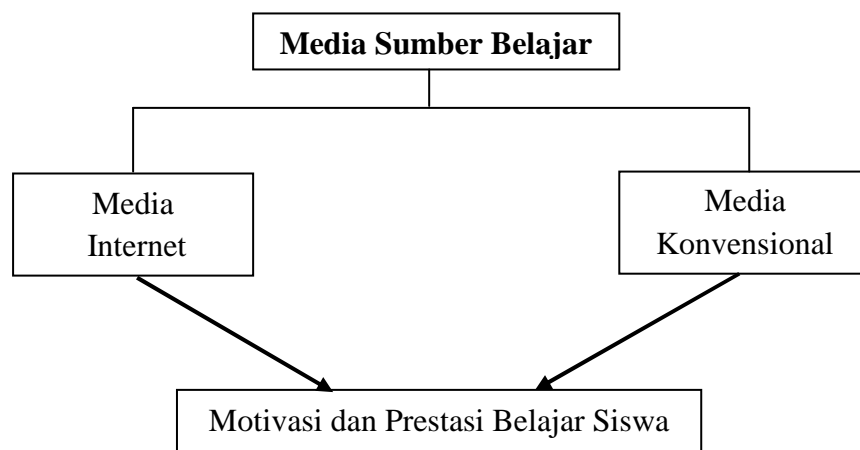 Media Sumber Belajar
Media
Internet
Media
Konvensional
Motivasi dan Prestasi Belajar Siswa